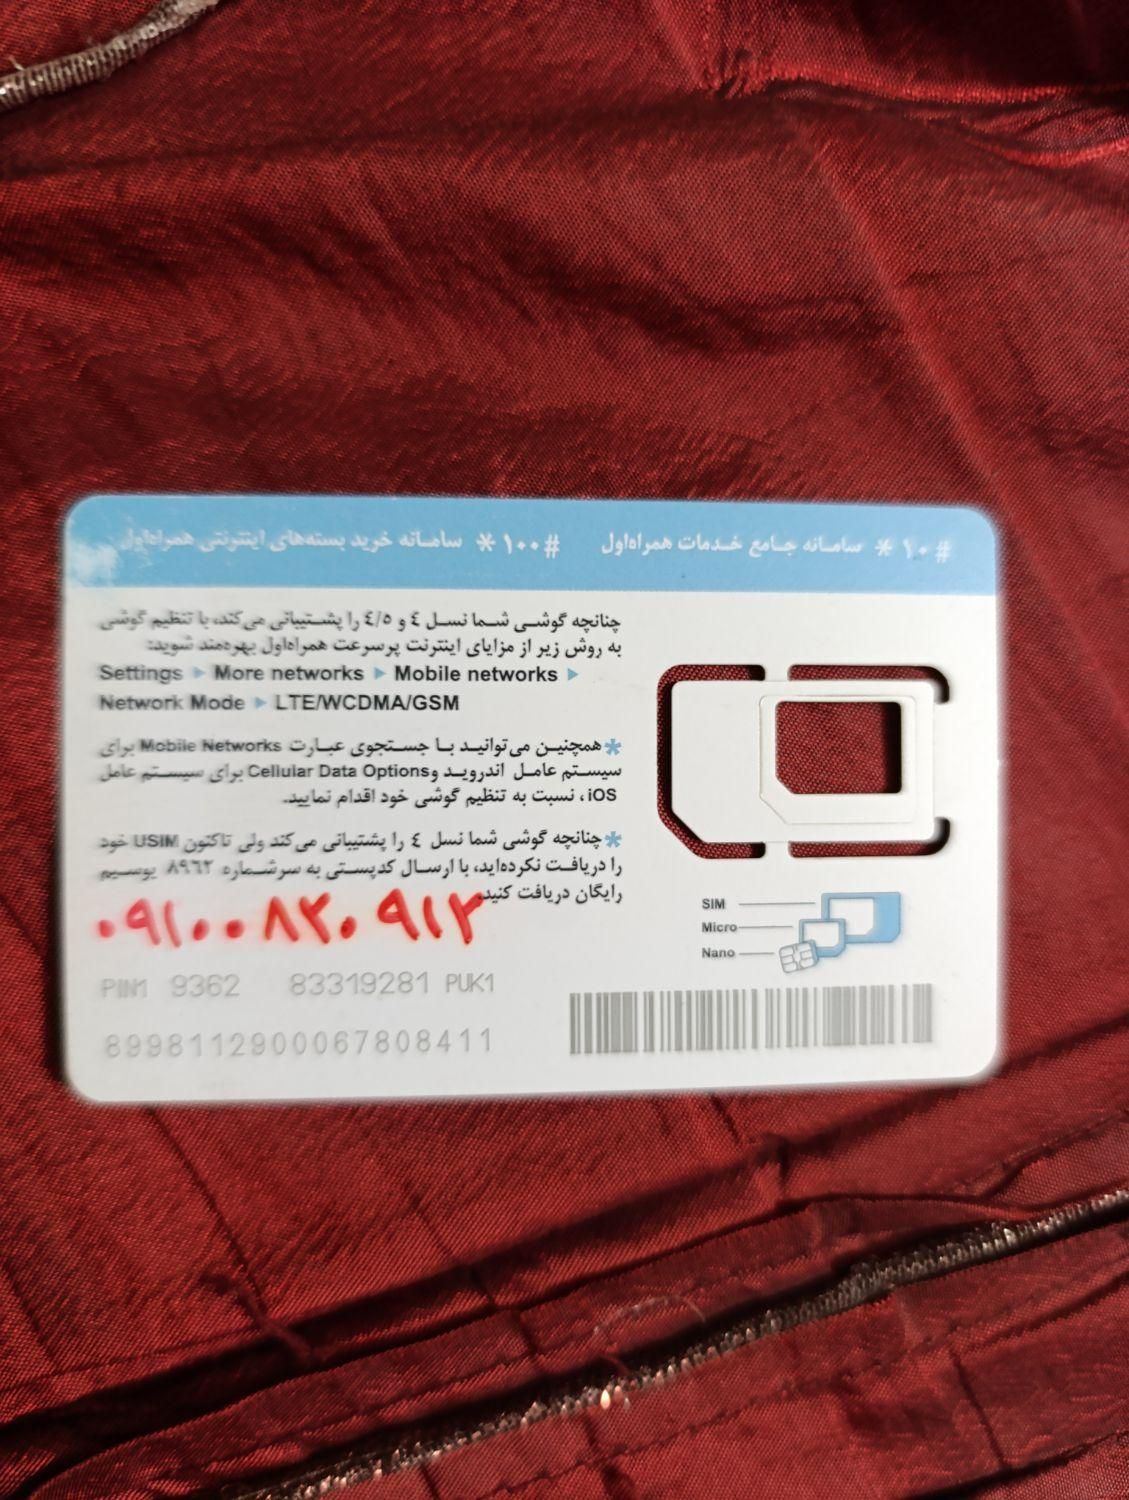 *۱۰# سامانه جامع خدمات همراه‌اول *۱۰۰# سامانه خرید بسته‌های اینترنتی همراه‌اول
چنانچه گوشی شما نسل ٤ و ٤/٥ را پشتیبانی می‌کند، با تنظیم گوشی
به روش زیر از مزایای اینترنت پرسرعت همراه‌اول بهره‌مند شوید:
Settings ▶ More networks ▶ Mobile networks ▶
Network Mode ▶ LTE/WCDMA/GSM
*همچنین می‌توانید با جستجوی عبارت Mobile Networks برای
سیستم عامل اندروید و Cellular Data Options برای سیستم عامل
iOS، نسبت به تنظیم گوشی خود اقدام نمایید.
*چنانچه گوشی شما نسل ٤ را پشتیبانی می‌کند ولی تاکنون USIM خود
را دریافت نکرده‌اید، با ارسال کدپستی به سرشماره ۸۹۶۲ یوسیم
رایگان دریافت کنید.
۰۹۱۰۰۸۲۰۹۱۲
PIN1 9362 83319281 PUK1
8998112900067808411
SIM
Micro
Nano